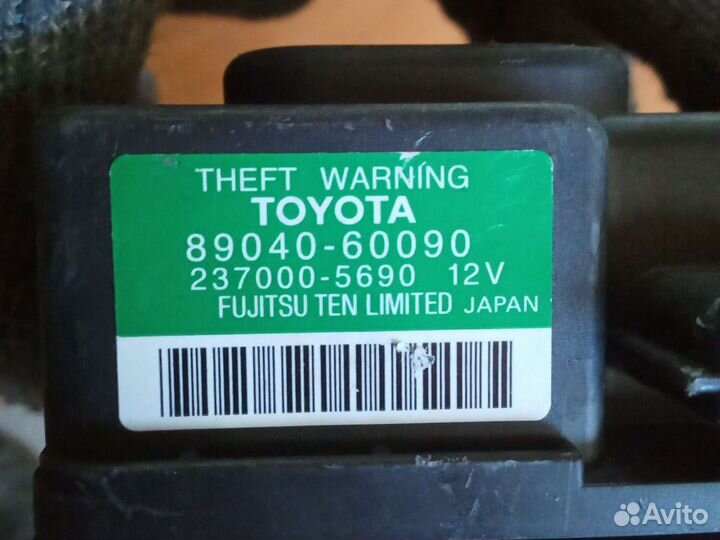 THEFT WARNING
TOYOTA
89040-60090
237000-5690 12V
FUJITSU TEN LIMITED JAPAN
Avito